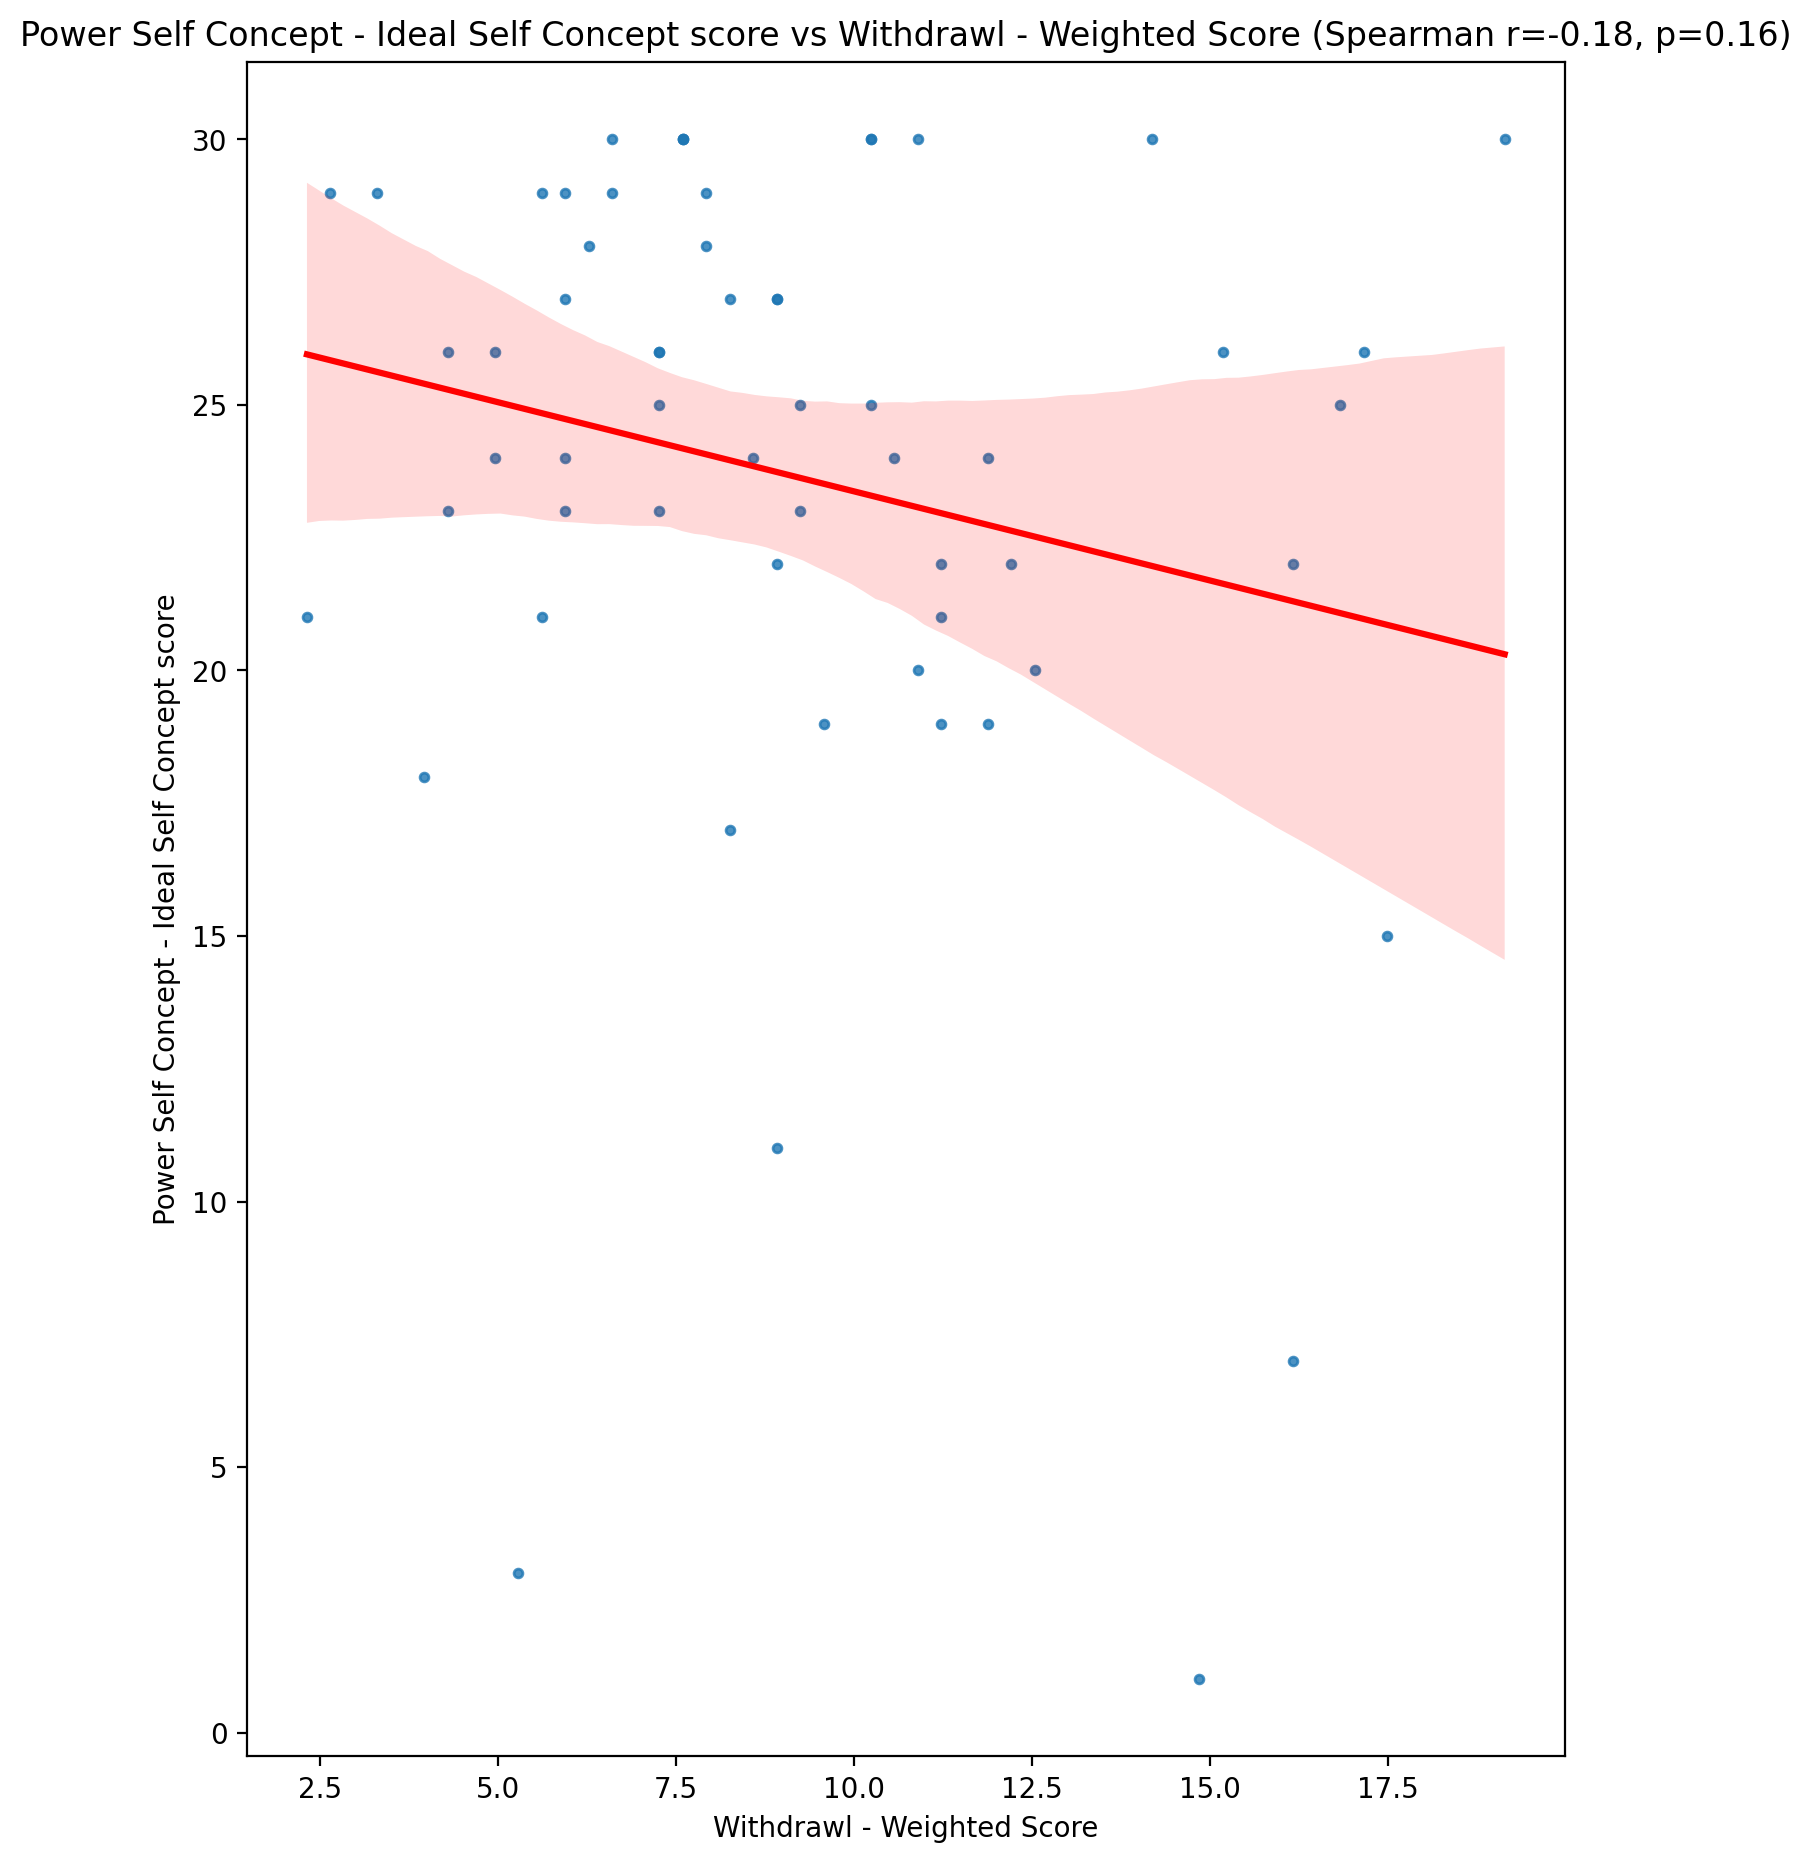 Power Self Concept - Ideal Self Concept score vs Withdrawl - Weighted Score (Spearman r=-0.18, p=0.16)
Power Self Concept - Ideal Self Concept score
30
25
20
15
10
5
0
2.5 5.0 7.5 10.0 12.5 15.0 17.5
Withdrawl - Weighted Score